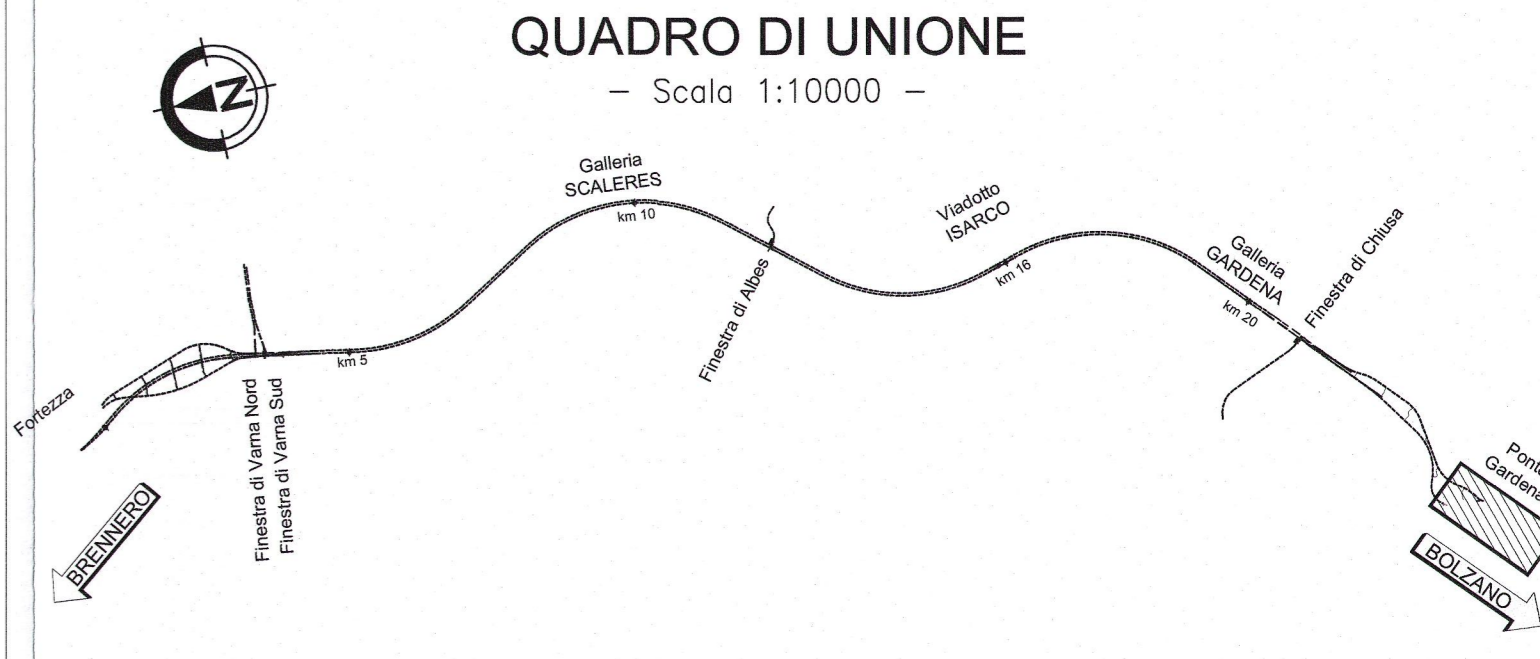 QUADRO DI UNIONE
– Scala 1:10000 –
N
Galleria
SCALERES
km 10
Viadotto
ISARCO
km 16
Galleria
GARDENA
km 20
Finestra di Chiusa
Finestra di Albes
km 5
Fortezza
Finestra di Varna Nord
Finestra di Varna Sud
BRENNERO
Gardena
BOLZANO